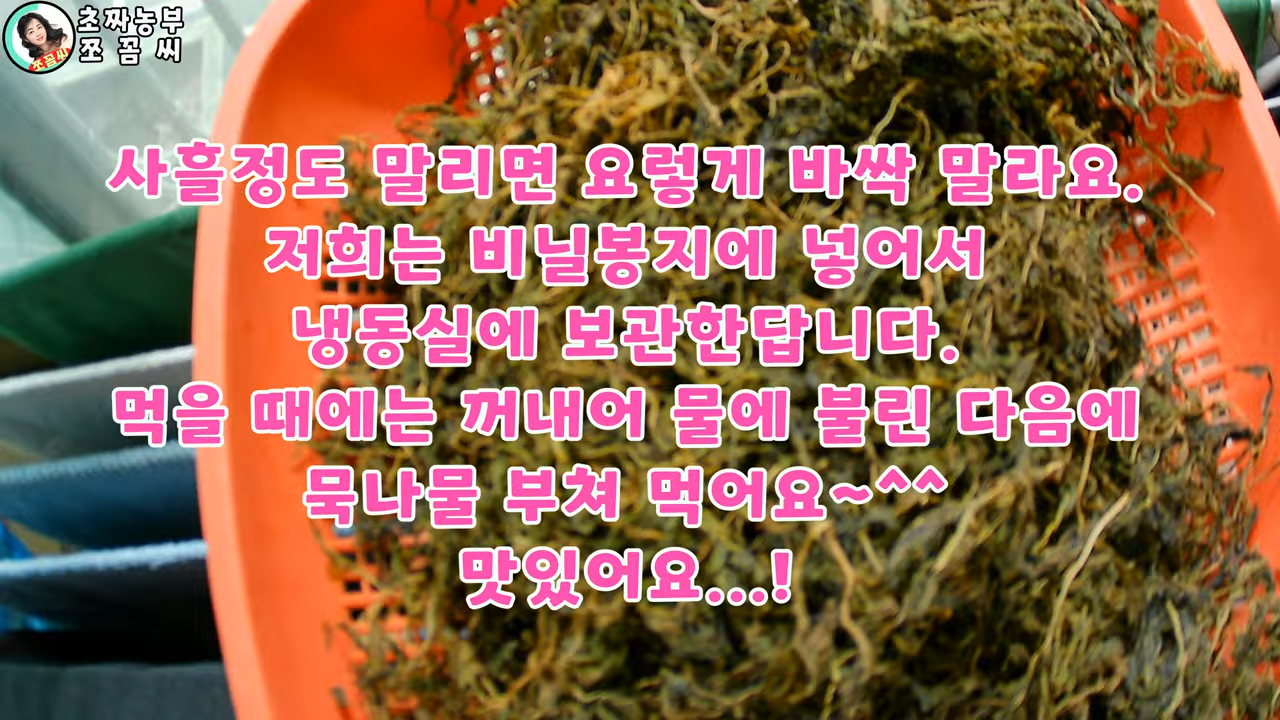 초짜농부
쪼꼼씨
쪼꼼씨
사흘정도 말리면 요렇게 바싹 말라요.
저희는 비닐봉지에 넣어서
냉동실에 보관한답니다.
먹을 때에는 꺼내어 물에 불린 다음에
묵나물 부쳐 먹어요~^^
맛있어요...!